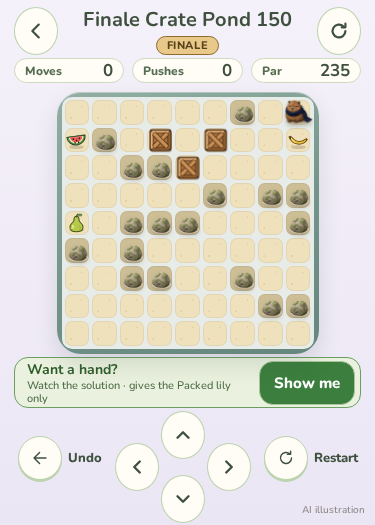 Finale Crate Pond 150
FINALE
Moves 0 Pushes 0 Par 235
Want a hand?
Watch the solution · gives the Packed lily
only
Show me
Undo
Restart
AI illustration